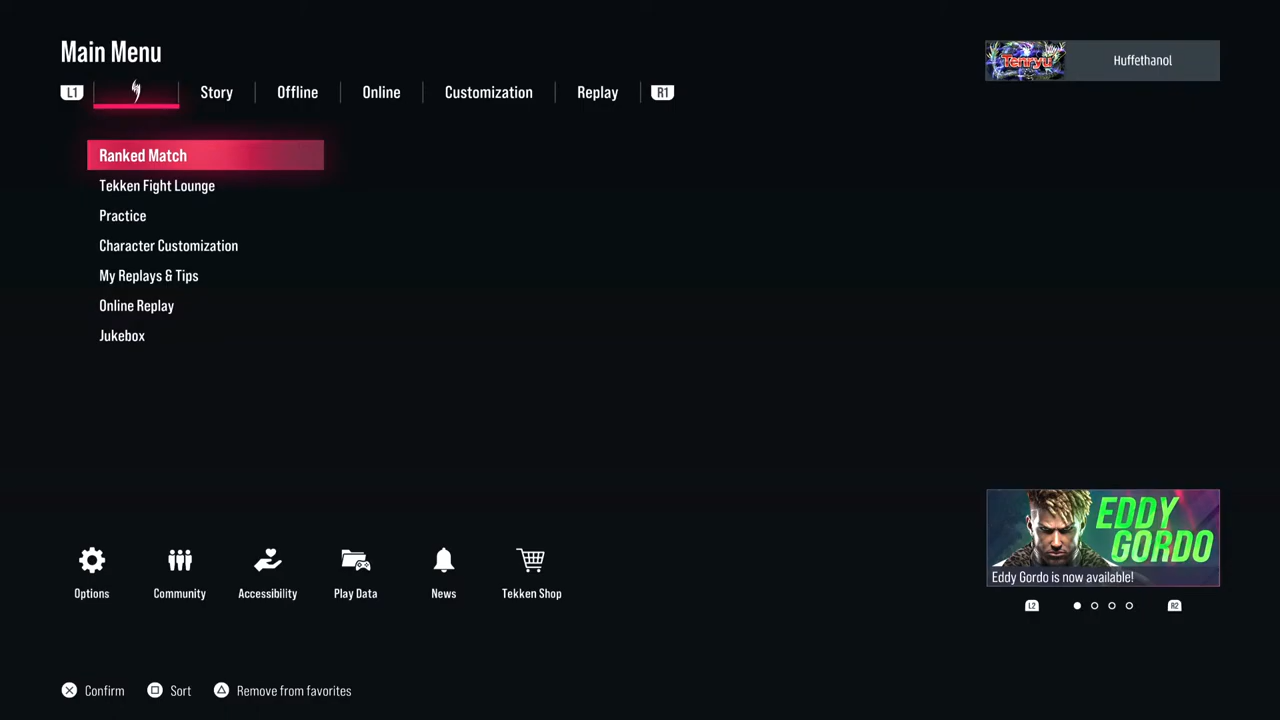 Main Menu
Tenryu
Huffethanol
L1
Story
Offline
Online
Customization
Replay
R1
Ranked Match
Tekken Fight Lounge
Practice
Character Customization
My Replays & Tips
Online Replay
Jukebox
EDDY
GORDO
Eddy Gordo is now available!
L2
R2
Options
Community
Accessibility
Play Data
News
Tekken Shop
Confirm
Sort
Remove from favorites